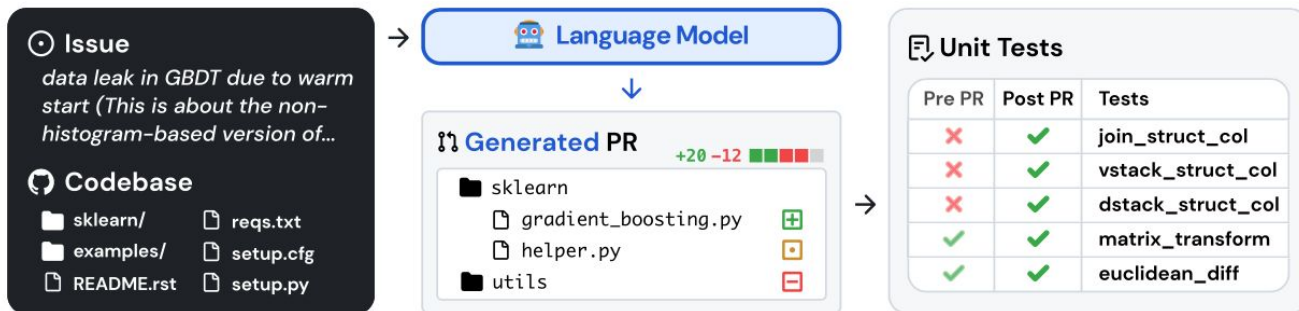 Issue
data leak in GBDT due to warm
start (This is about the non-
histogram-based version of...
Codebase
sklearn/
reqs.txt
examples/
setup.cfg
README.rst
setup.py
Language Model
Generated PR
+20 -12
sklearn
gradient_boosting.py
helper.py
utils
Unit Tests
Pre PR Post PR Tests
join_struct_col
vstack_struct_col
dstack_struct_col
matrix_transform
euclidean_diff